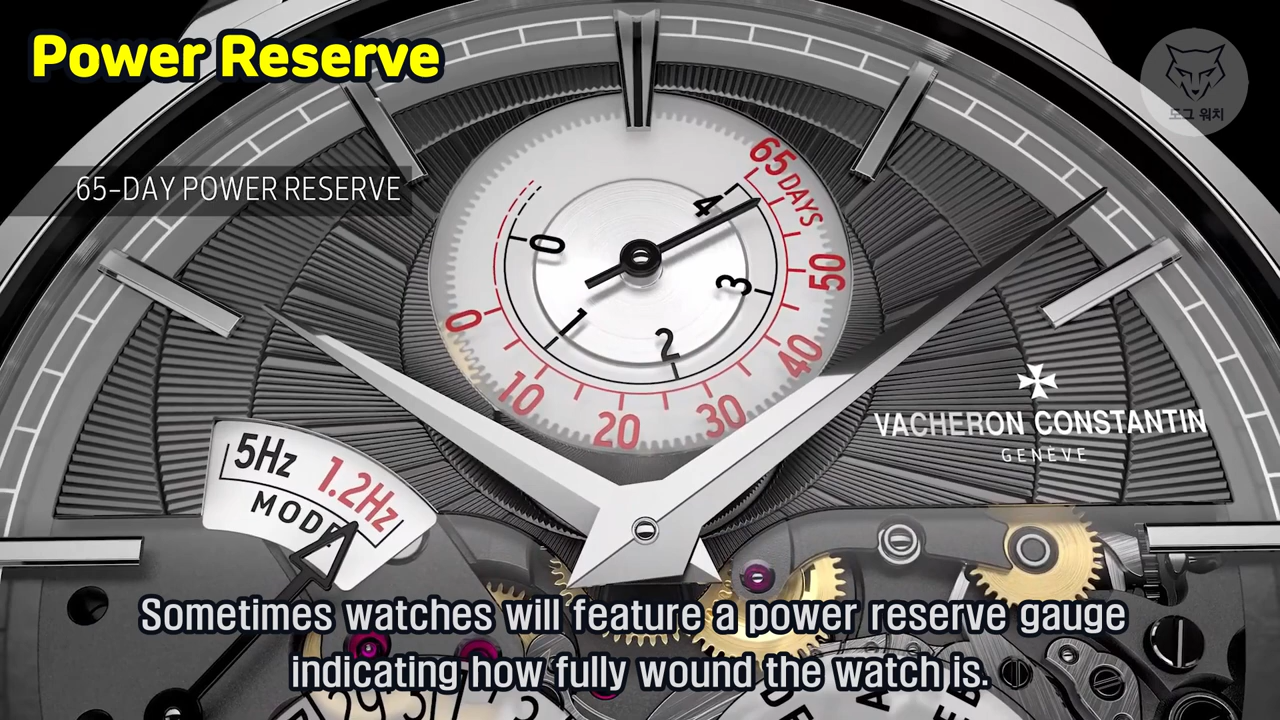 Power Reserve
도그 워치
65-DAY POWER RESERVE
65 DAYS
50
40
30
20
10
0
0
1
2
3
4
5Hz 1.2Hz
MODE
VACHERON CONSTANTIN
GENÈVE
Sometimes watches will feature a power reserve gauge
indicating how fully wound the watch is.
29 31